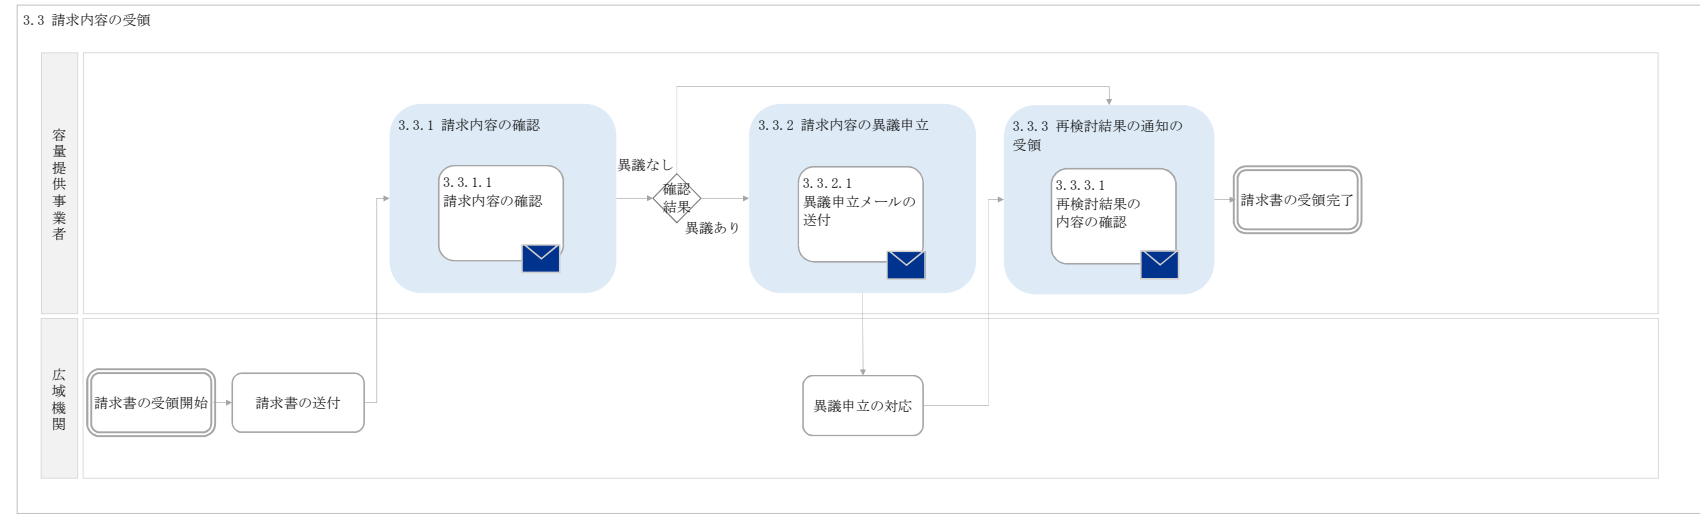 3.3 請求内容の受領
容量提供事業者
3.3.1 請求内容の確認
3.3.1.1
請求内容の確認
異議なし
確認
結果
異議あり
3.3.2 請求内容の異議申立
3.3.2.1
異議申立メールの
送付
3.3.3 再検討結果の通知の
受領
3.3.3.1
再検討結果の
内容の確認
請求書の受領完了
広域機関
請求書の受領開始
請求書の送付
異議申立の対応